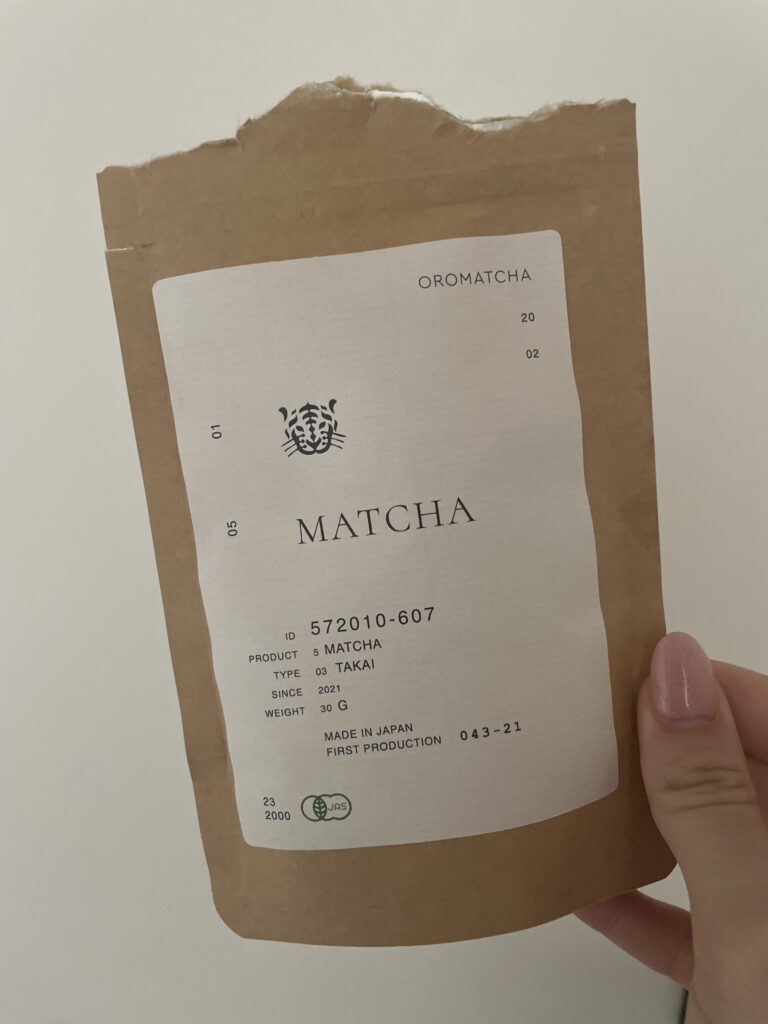 OROMATCHA
20
02
01
05
MATCHA
ID 572010-607
PRODUCT 5 MATCHA
TYPE 03 TAKAI
SINCE 2021
WEIGHT 30 G
MADE IN JAPAN
FIRST PRODUCTION 043-21
23
2000
JAS